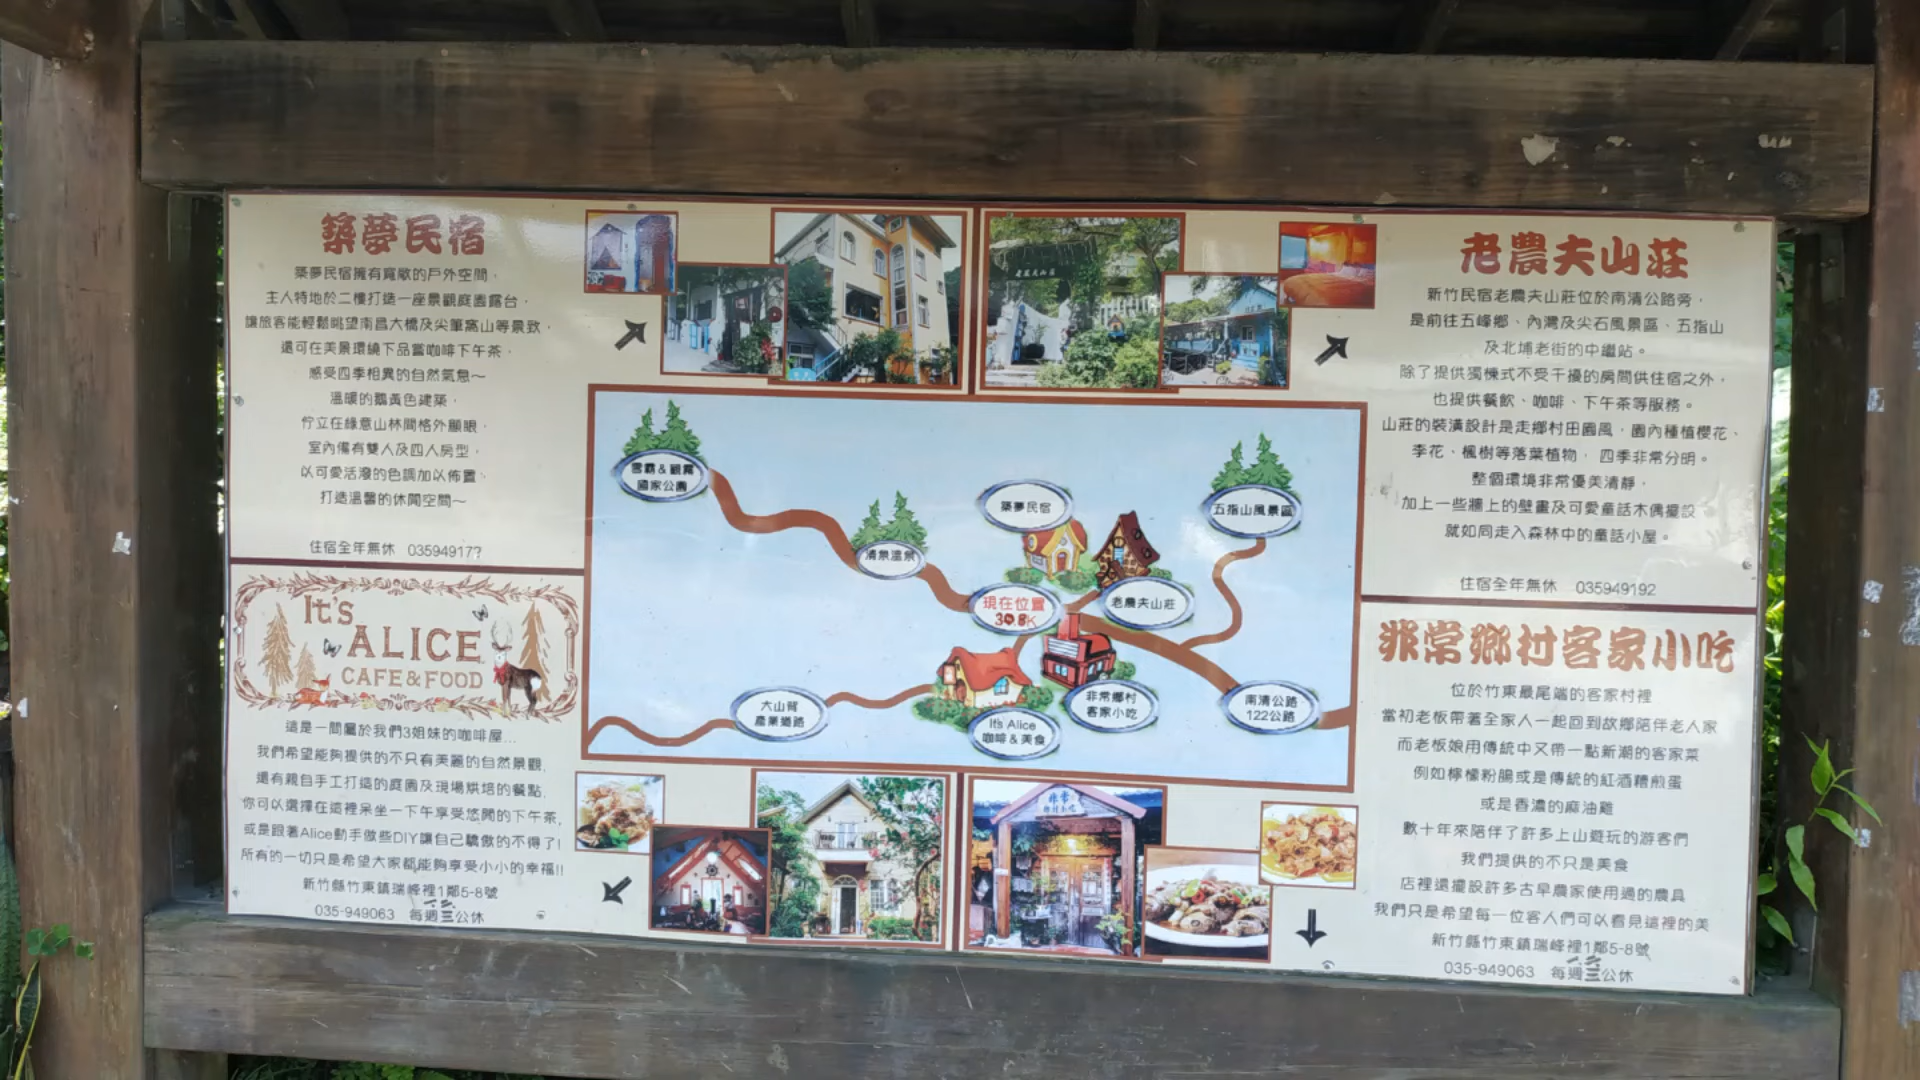 築夢民宿
築夢民宿擁有寬敞的戶外空間，
主人特地於二樓打造一座景觀庭園露台，
讓旅客能輕鬆眺望南昌大橋及尖筆窩山等景致，
還可在美景環繞下品嘗咖啡下午茶，
感受四季相異的自然氣息～
溫暖的鵝黃色建築，
佇立在綠意山林間格外顯眼，
室內備有雙人及四人房型，
以可愛活潑的色調加以佈置，
打造溫馨的休閒空間～
住宿全年無休 03594917?
It's
ALICE
CAFE&FOOD
這是一間屬於我們3姐妹的咖啡屋...
我們希望能夠提供的不只有美麗的自然景觀,
還有親自手工打造的庭園及現場烘焙的餐點,
你可以選擇在這裡呆坐一下午享受悠閒的下午茶,
或是跟著Alice動手做些DIY讓自己驕傲的不得了!
所有的一切只是希望大家都能夠享受小小的幸福!!
新竹縣竹東鎮瑞峰裡1鄰5-8號
035-949063 每週三公休
雪霸&觀霧
國家公園
清泉溫泉
築夢民宿
五指山風景區
現在位置
30.8K
老農夫山莊
大山背
產業道路
It's Alice
咖啡&美食
非常鄉村
客家小吃
南清公路
122公路
老農夫山莊
老農夫山莊
新竹民宿老農夫山莊位於南清公路旁，
是前往五峰鄉、內灣及尖石風景區、五指山
及北埔老街的中繼站。
除了提供獨棟式不受干擾的房間供住宿之外，
也提供餐飲、咖啡、下午茶等服務。
山莊的裝潢設計是走鄉村田園風，園內種植櫻花、
李花、楓樹等落葉植物，四季非常分明。
整個環境非常優美清靜，
加上一些牆上的壁畫及可愛童話木偶擺設
就如同走入森林中的童話小屋。
住宿全年無休 035949192
非常鄉村客家小吃
位於竹東最尾端的客家村裡
當初老板帶著全家人一起回到故鄉陪伴老人家
而老板娘用傳統中又帶一點新潮的客家菜
例如檸檬粉腸或是傳統的紅酒糟煎蛋
或是香濃的麻油雞
數十年來陪伴了許多上山遊玩的游客們
我們提供的不只是美食
店裡還擺設許多古早農家使用過的農具
我們只是希望每一位客人們可以看見這裡的美
新竹縣竹東鎮瑞峰裡1鄰5-8號
035-949063 每週三公休